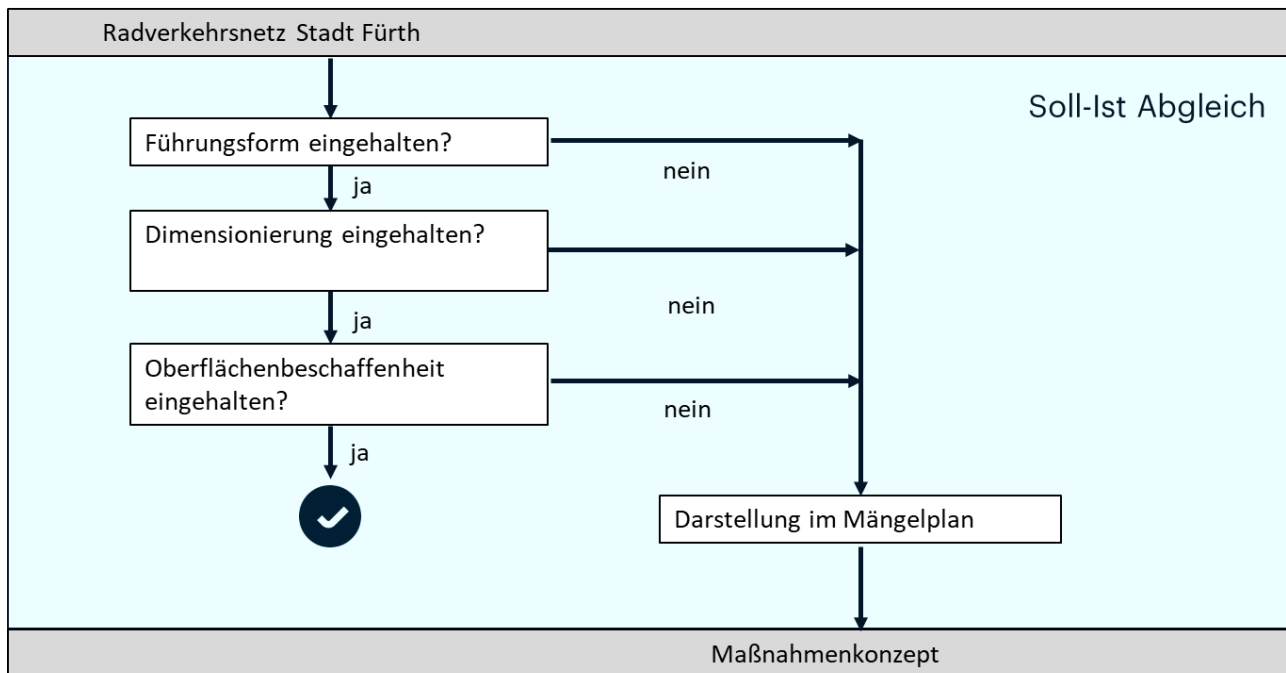 Radverkehrsnetz Stadt Fürth
Soll-Ist Abgleich
Führungsform eingehalten?
nein
ja
Dimensionierung eingehalten?
nein
ja
Oberflächenbeschaffenheit
eingehalten?
nein
ja
Darstellung im Mängelplan
Maßnahmenkonzept